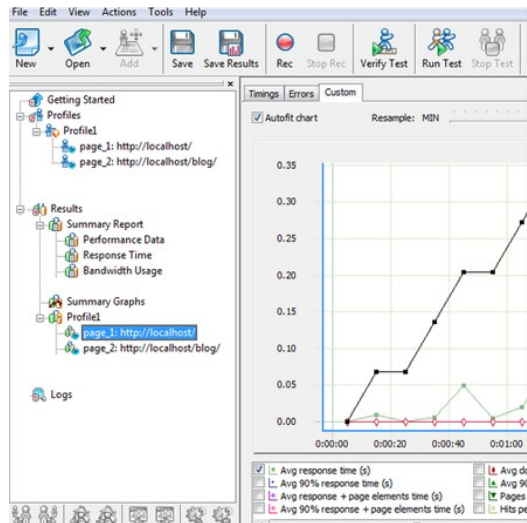 File Edit View Actions Tools Help
New Open Add Save Save Results Rec Stop Rec Verify Test Run Test Stop Test
Getting Started
Profiles
Profile1
page_1: http://localhost/
page_2: http://localhost/blog/
Results
Summary Report
Performance Data
Response Time
Bandwidth Usage
Summary Graphs
Profile1
page_1: http://localhost/
page_2: http://localhost/blog/
Logs
Timings Errors Custom
Autofit chart Resample: MIN
0.35
0.30
0.25
0.20
0.15
0.10
0.05
0.00
0:00:00 0:00:20 0:00:40 0:01:00
Avg response time (s) Avg do
Avg 90% response time (s) Avg 90
Avg response + page elements time (s) Pages
Avg 90% response + page elements time (s) Hits p